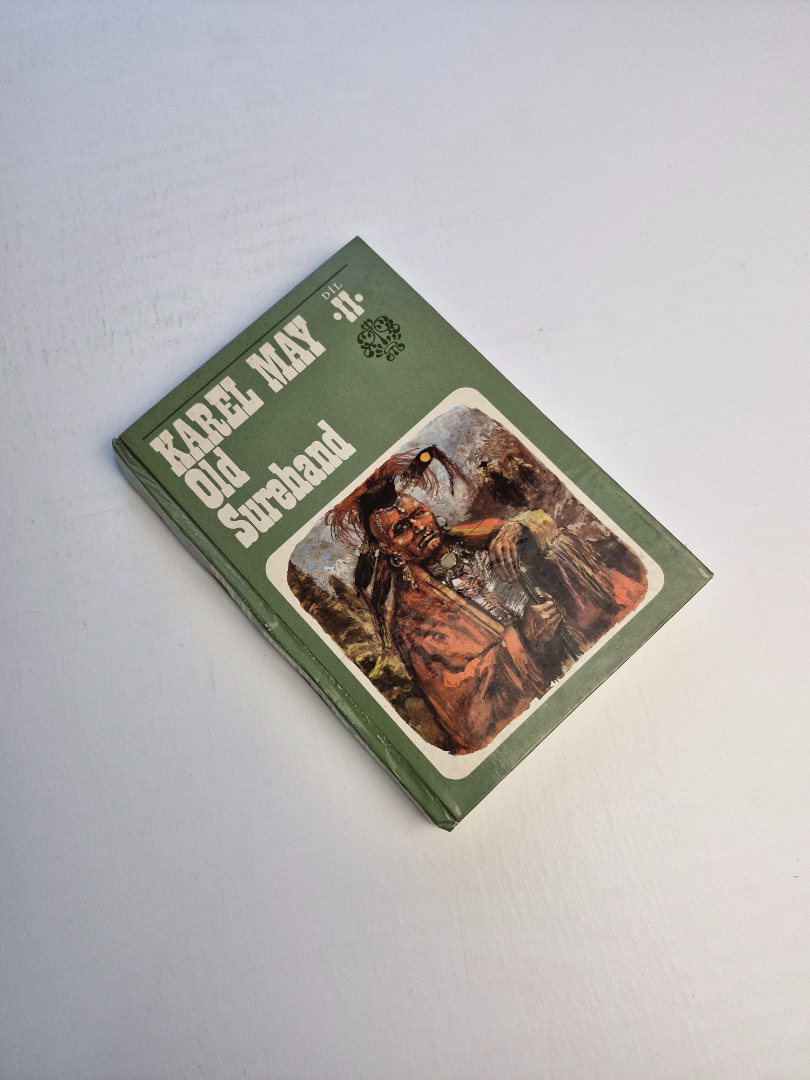 KAREL MAY
Old
Surehand
DÍL
·II·